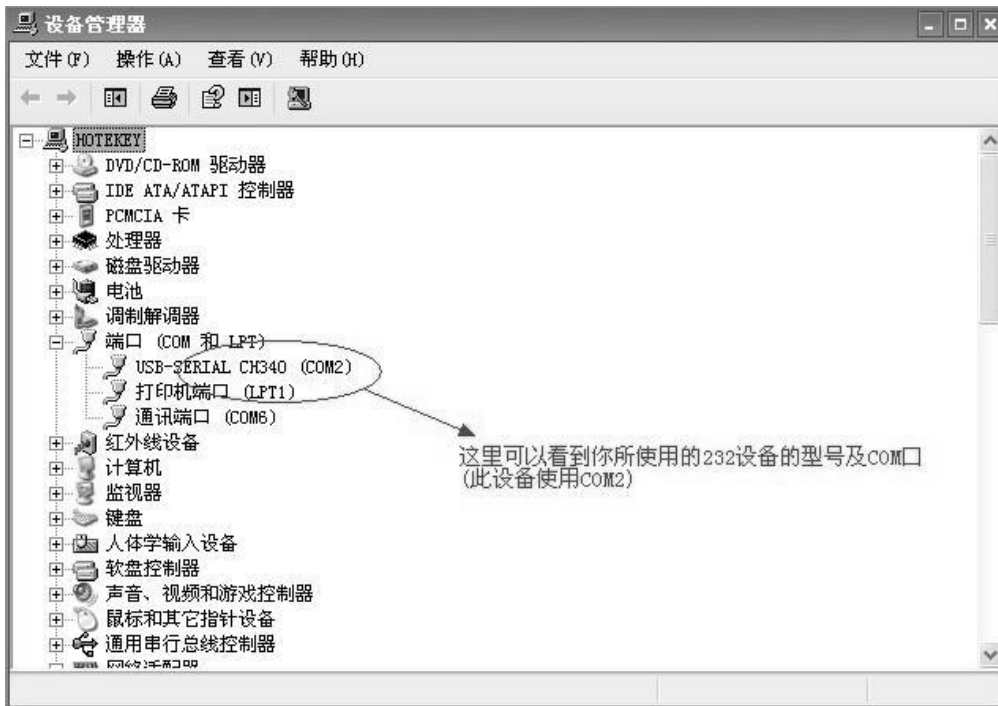 设备管理器
文件(F) 操作(A) 查看(V) 帮助(H)
HOTEKEY
DVD/CD-ROM 驱动器
IDE ATA/ATAPI 控制器
PCMCIA 卡
处理器
磁盘驱动器
电池
调制解调器
端口 (COM 和 LPT)
USB-SERIAL CH340 (COM2)
打印机端口 (LPT1)
通讯端口 (COM6)
红外线设备
这里可以看到你所使用的232设备的型号及COM口
(此设备使用COM2)
计算机
监视器
键盘
人体学输入设备
软盘控制器
声音、视频和游戏控制器
鼠标和其它指针设备
通用串行总线控制器
网络适配器